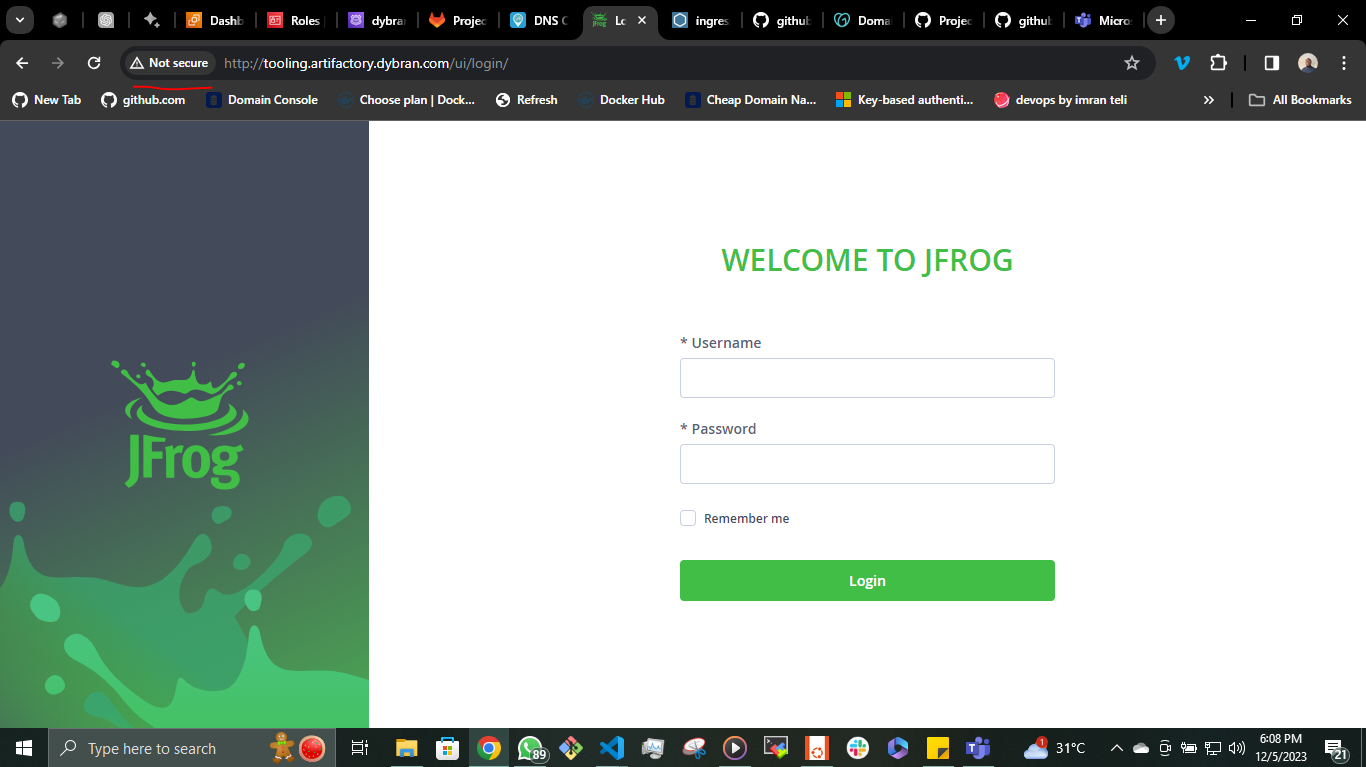 Dashb
Roles
dybran
Projec
DNS C
Lo
ingres
github
Domai
Projec
github
Micro
Not secure
http://tooling.artifactory.dybran.com/ui/login/
New Tab
github.com
Domain Console
Choose plan | Dock...
Refresh
Docker Hub
Cheap Domain Na...
Key-based authenti...
devops by imran teli
All Bookmarks
WELCOME TO JFROG
* Username
* Password
JFrog
Remember me
Login
Type here to search
89
1
31°C
6:08 PM
12/5/2023
21